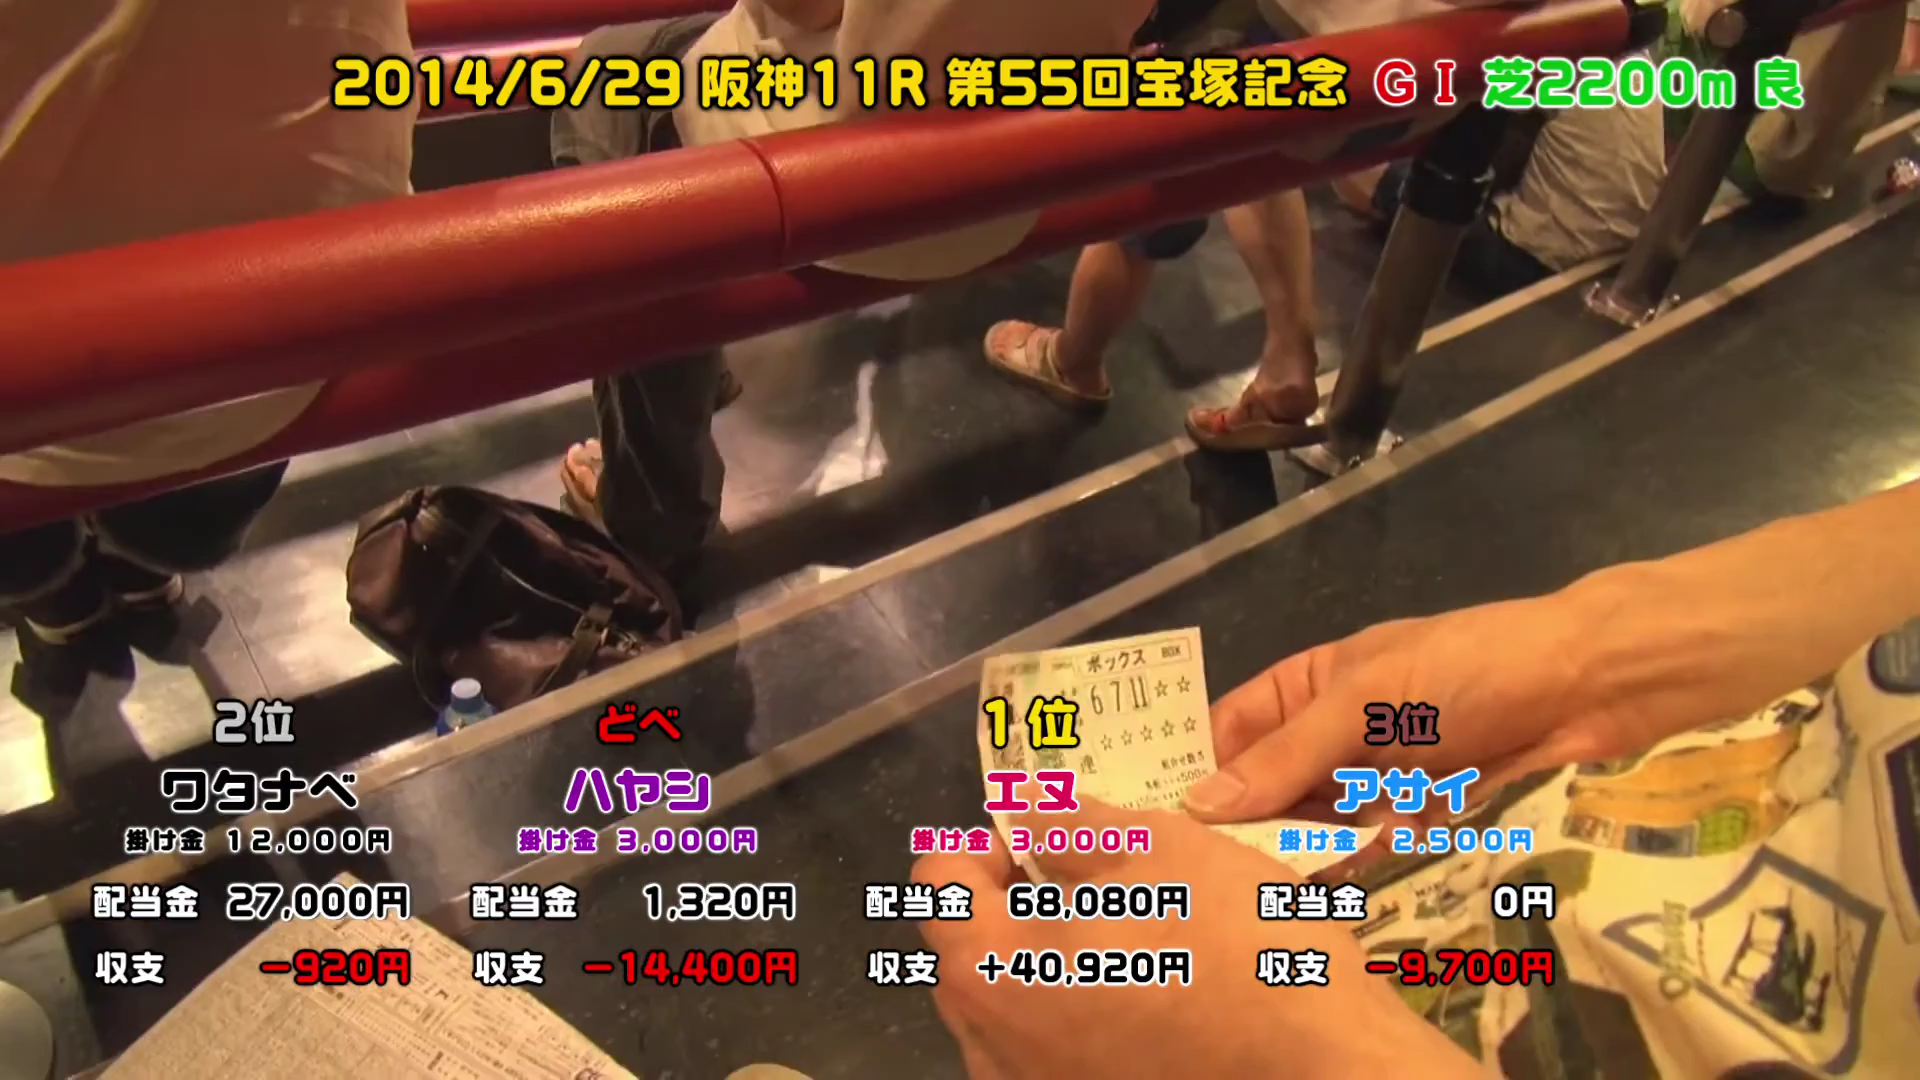 2014/6/29 阪神11R 第55回宝塚記念 GⅠ 芝2200m 良
ボックス BOX
6 7 11 ☆ ☆
☆ ☆ ☆ ☆ ☆
2位
ワタナベ
掛け金 12,000円
配当金 27,000円
収支 −920円
どべ
ハヤシ
掛け金 3,000円
配当金 1,320円
収支 −14,400円
1位
エヌ
掛け金 3,000円
配当金 68,080円
収支 +40,920円
3位
アサイ
掛け金 2,500円
配当金 0円
収支 −9,700円